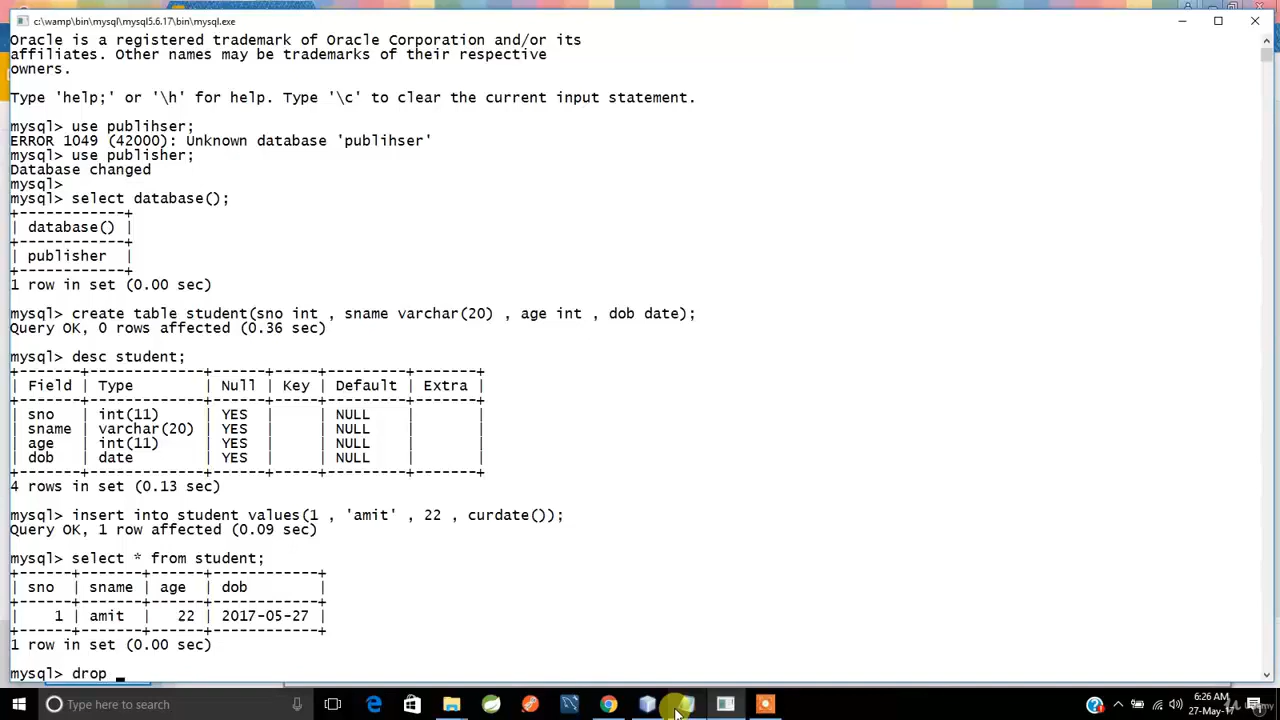 c:\wamp\bin\mysql\mysql5.6.17\bin\mysql.exe
Oracle is a registered trademark of Oracle Corporation and/or its
affiliates. Other names may be trademarks of their respective
owners.
Type 'help;' or '\h' for help. Type '\c' to clear the current input statement.
mysql> use publihser;
ERROR 1049 (42000): Unknown database 'publihser'
mysql> use publisher;
Database changed
mysql>
mysql> select database();
+------------+
| database() |
+------------+
| publisher  |
+------------+
1 row in set (0.00 sec)
mysql> create table student(sno int , sname varchar(20) , age int , dob date);
Query OK, 0 rows affected (0.36 sec)
mysql> desc student;
+-------+-------------+------+-----+---------+-------+
| Field | Type        | Null | Key | Default | Extra |
+-------+-------------+------+-----+---------+-------+
| sno   | int(11)     | YES  |     | NULL    |       |
| sname | varchar(20) | YES  |     | NULL    |       |
| age   | int(11)     | YES  |     | NULL    |       |
| dob   | date        | YES  |     | NULL    |       |
+-------+-------------+------+-----+---------+-------+
4 rows in set (0.13 sec)
mysql> insert into student values(1 , 'amit' , 22 , curdate());
Query OK, 1 row affected (0.09 sec)
mysql> select * from student;
+------+-------+------+------------+
| sno  | sname | age  | dob        |
+------+-------+------+------------+
|    1 | amit  |   22 | 2017-05-27 |
+------+-------+------+------------+
1 row in set (0.00 sec)
mysql> drop _
Type here to search
6:26 AM
27-May-17
Udemy